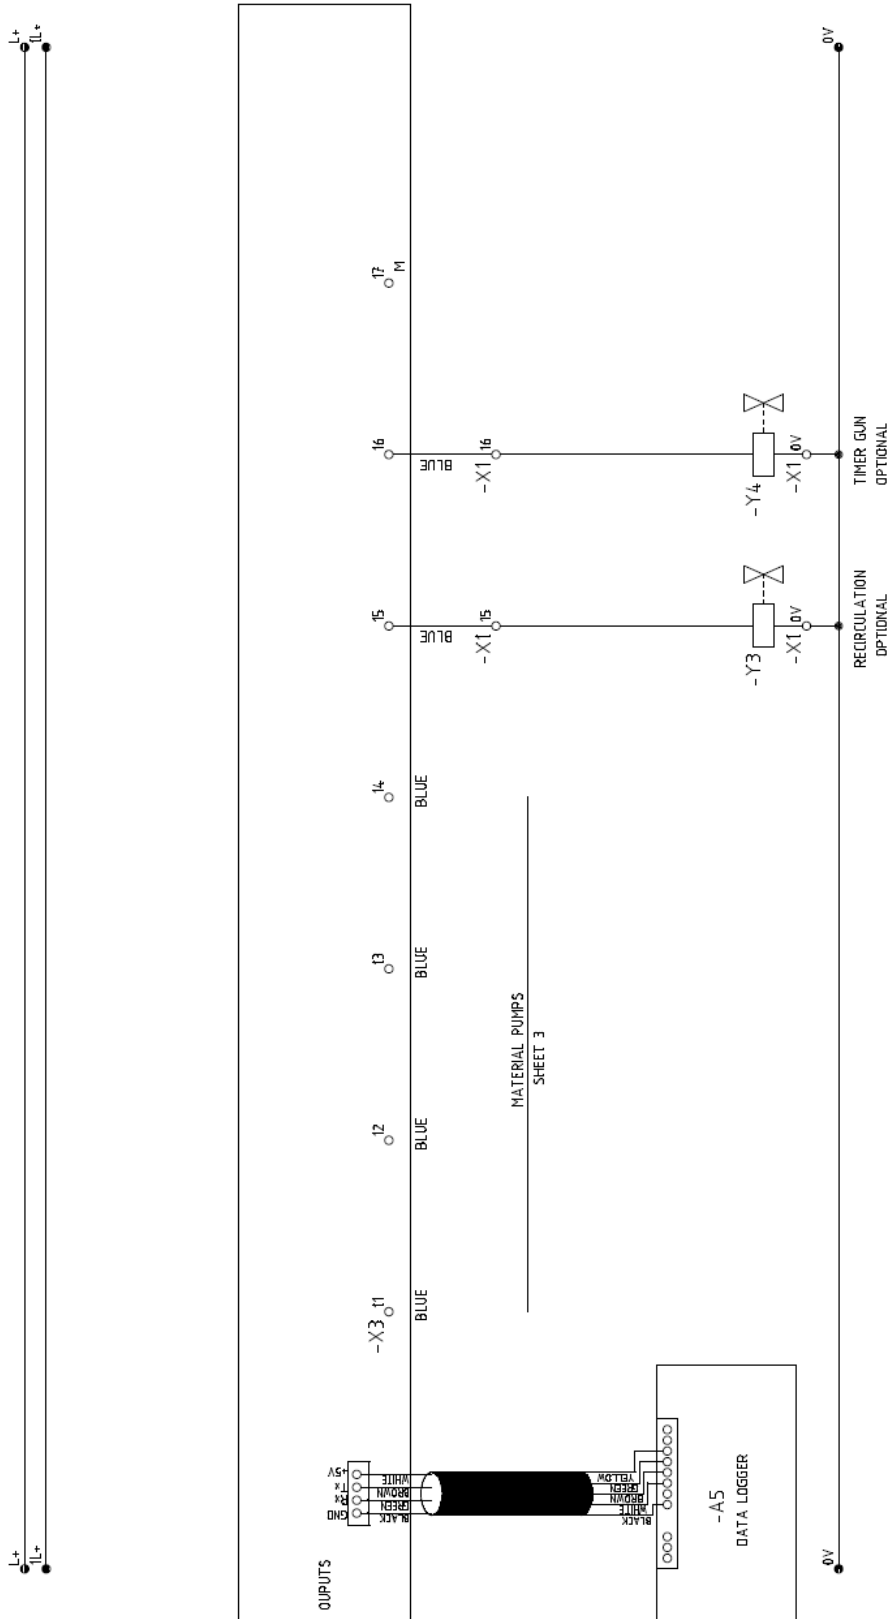 L+
1L+
0V
17
M
16
BLUE
-X1
16
-Y4
-X1
0V
TIMER GUN
OPTIONAL
15
BLUE
-X1
15
-Y3
-X1
0V
RECIRCULATION
OPTIONAL
14
BLUE
13
BLUE
12
BLUE
MATERIAL PUMPS
SHEET 3
-X3
11
BLUE
+5V
Tx
Rx
GND
WHITE
BROWN
GREEN
BLACK
YELLOW
GREEN
BROWN
WHITE
BLACK
-A5
DATA LOGGER
OUPUTS
L+
1L+
0V